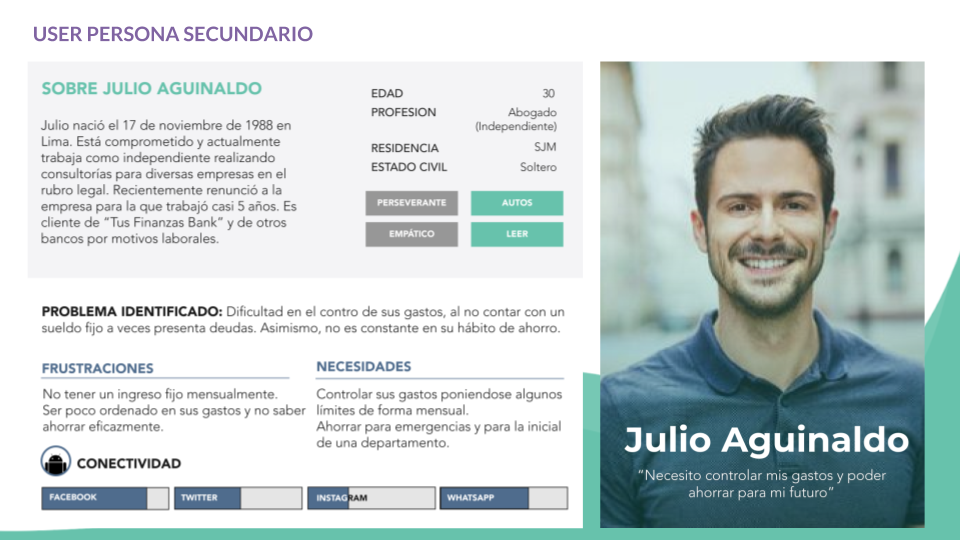 USER PERSONA SECUNDARIO
SOBRE JULIO AGUINALDO
Julio nació el 17 de noviembre de 1988 en
Lima. Está comprometido y actualmente
trabaja como independiente realizando
consultorías para diversas empresas en el
rubro legal. Recientemente renunció a la
empresa para la que trabajó casi 5 años. Es
cliente de “Tus Finanzas Bank” y de otros
bancos por motivos laborales.
EDAD 30
PROFESION Abogado
(Independiente)
RESIDENCIA SJM
ESTADO CIVIL Soltero
PERSEVERANTE AUTOS
EMPÁTICO LEER
PROBLEMA IDENTIFICADO: Dificultad en el contro de sus gastos, al no contar con un
sueldo fijo a veces presenta deudas. Asimismo, no es constante en su hábito de ahorro.
FRUSTRACIONES
No tener un ingreso fijo mensualmente.
Ser poco ordenado en sus gastos y no saber
ahorrar eficazmente.
NECESIDADES
Controlar sus gastos poniendose algunos
límites de forma mensual.
Ahorrar para emergencias y para la inicial
de una departamento.
CONECTIVIDAD
FACEBOOK TWITTER INSTAGRAM WHATSAPP
Julio Aguinaldo
“Necesito controlar mis gastos y poder
ahorrar para mi futuro”